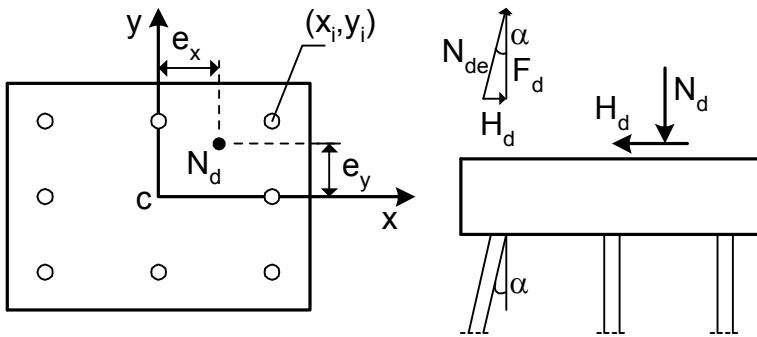 y
e_x
(x_i,y_i)
N_d
e_y
c
x
N_de
α
F_d
H_d
N_d
H_d
α